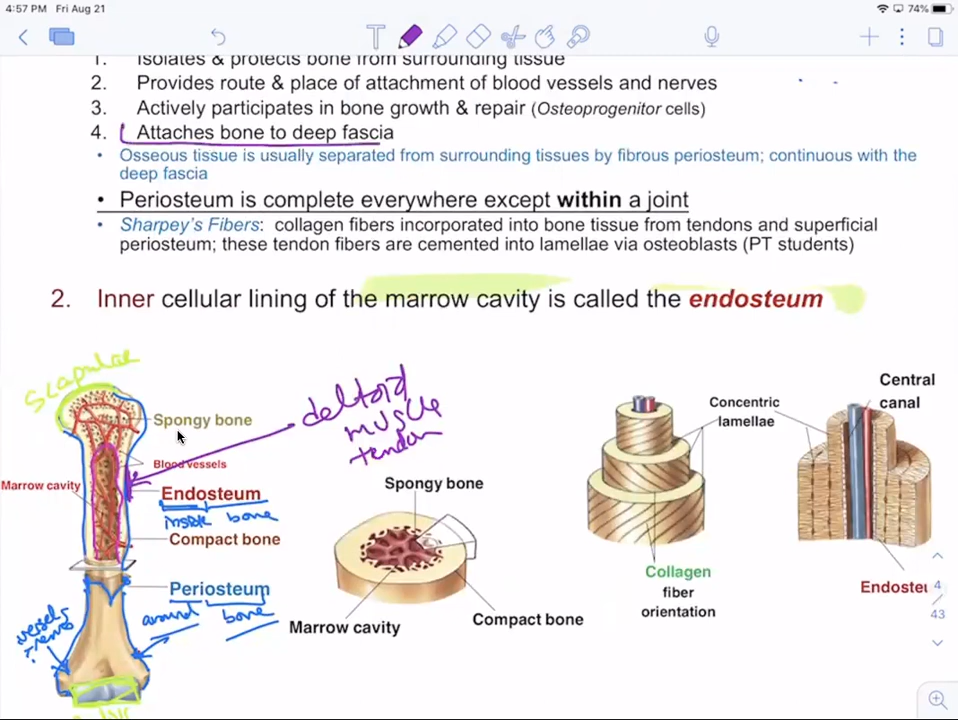 4:57 PM Fri Aug 21
74%
1. Isolates & protects bone from surrounding tissue
2. Provides route & place of attachment of blood vessels and nerves
3. Actively participates in bone growth & repair (Osteoprogenitor cells)
4. Attaches bone to deep fascia
• Osseous tissue is usually separated from surrounding tissues by fibrous periosteum; continuous with the
deep fascia
• Periosteum is complete everywhere except within a joint
• Sharpey's Fibers: collagen fibers incorporated into bone tissue from tendons and superficial
periosteum; these tendon fibers are cemented into lamellae via osteoblasts (PT students)
2. Inner cellular lining of the marrow cavity is called the endosteum
scapulae
deltoid
muscle
tendon
Spongy bone
Blood vessels
Marrow cavity
Endosteum
inside bone
Compact bone
Periosteum
around bone
vessels
nerves
Spongy bone
Marrow cavity
Compact bone
Concentric
lamellae
Collagen
fiber
orientation
Central
canal
Endoste
4
43